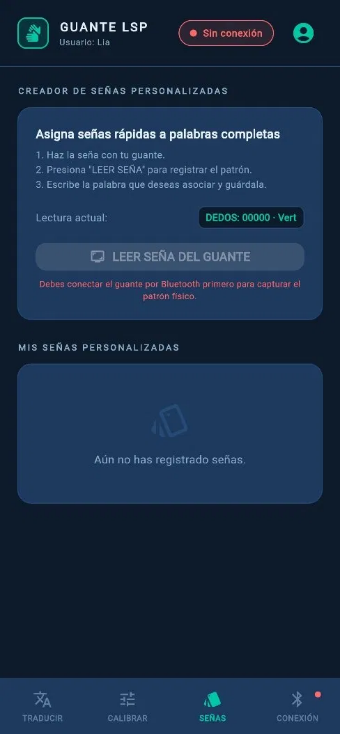 GUANTE LSP
Usuario: Lia
Sin conexión
CREADOR DE SEÑAS PERSONALIZADAS
Asigna señas rápidas a palabras completas
1. Haz la seña con tu guante.
2. Presiona "LEER SEÑA" para registrar el patrón.
3. Escribe la palabra que deseas asociar y guárdala.
Lectura actual:
DEDOS: 00000 · Vert
LEER SEÑA DEL GUANTE
Debes conectar el guante por Bluetooth primero para capturar el
patrón físico.
MIS SEÑAS PERSONALIZADAS
Aún no has registrado señas.
TRADUCIR
CALIBRAR
SEÑAS
CONEXIÓN